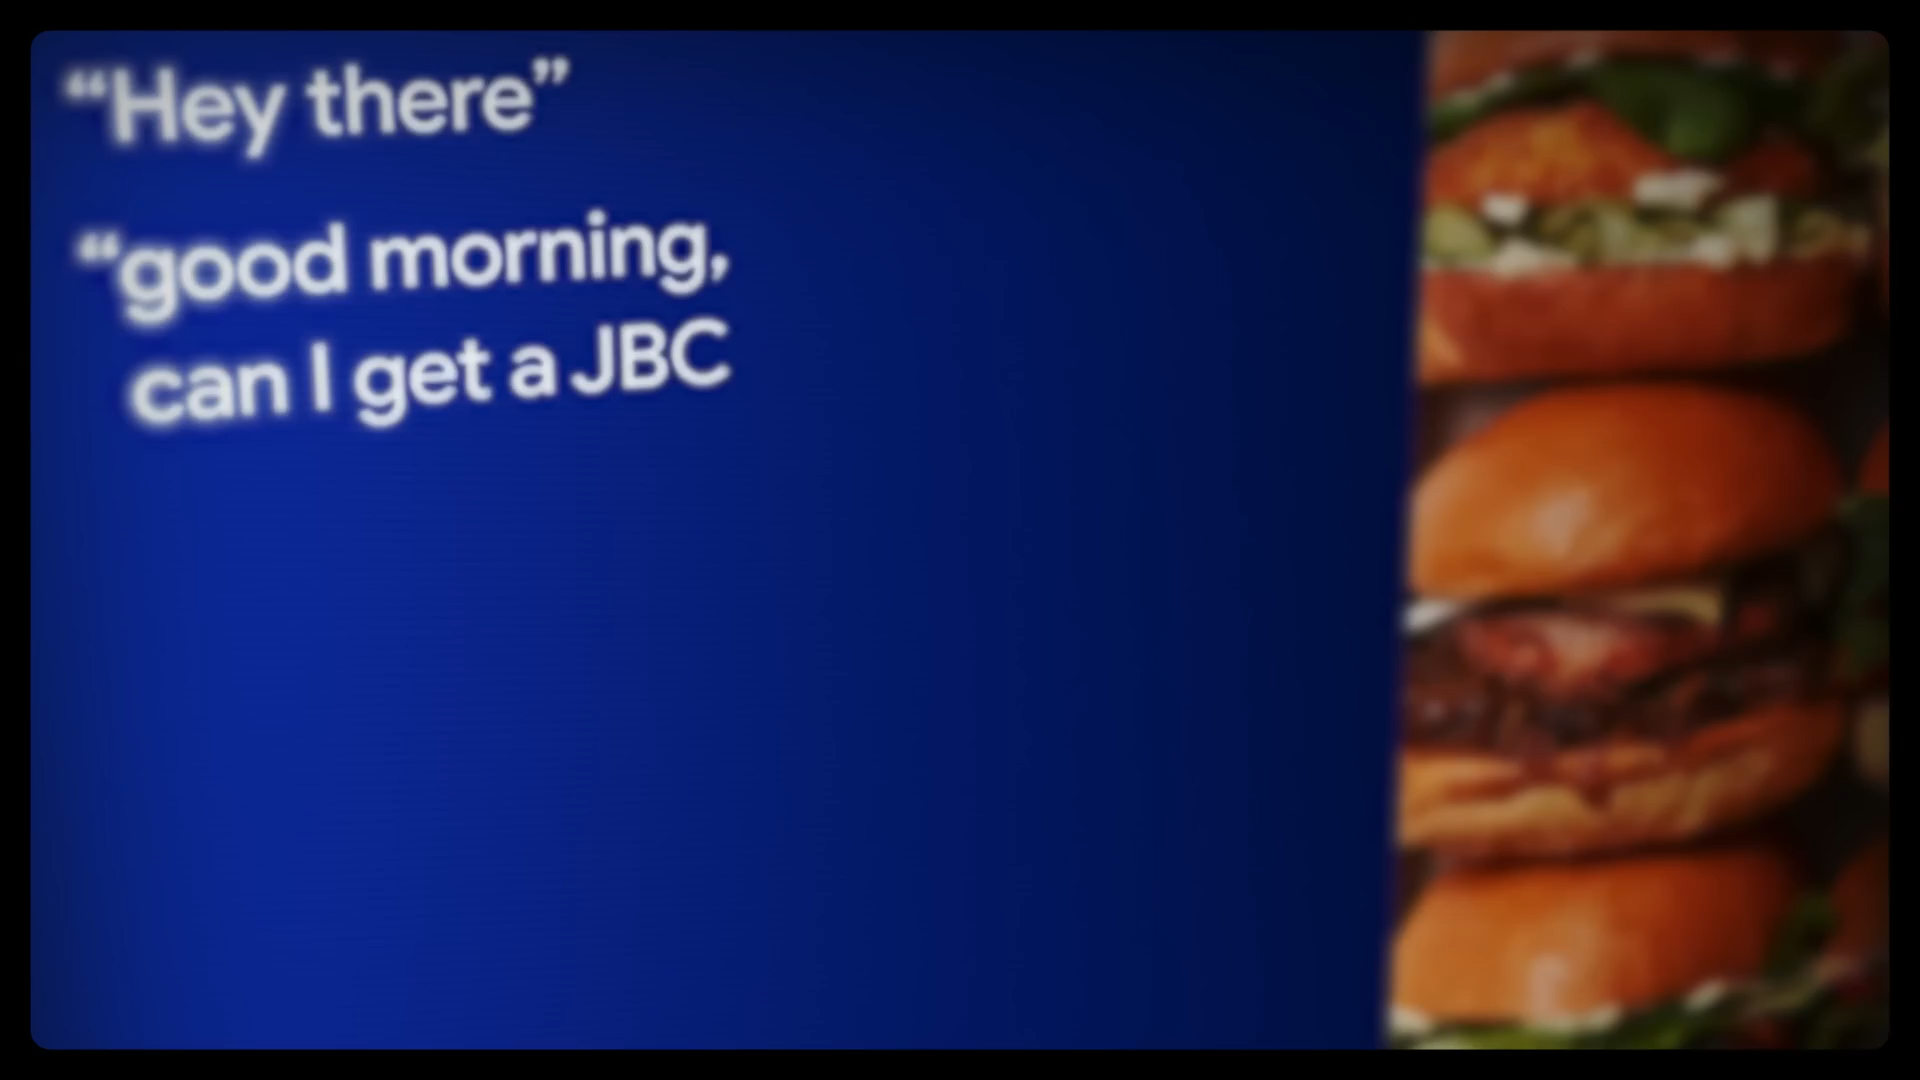 “Hey there”
“good morning,
can I get a JBC